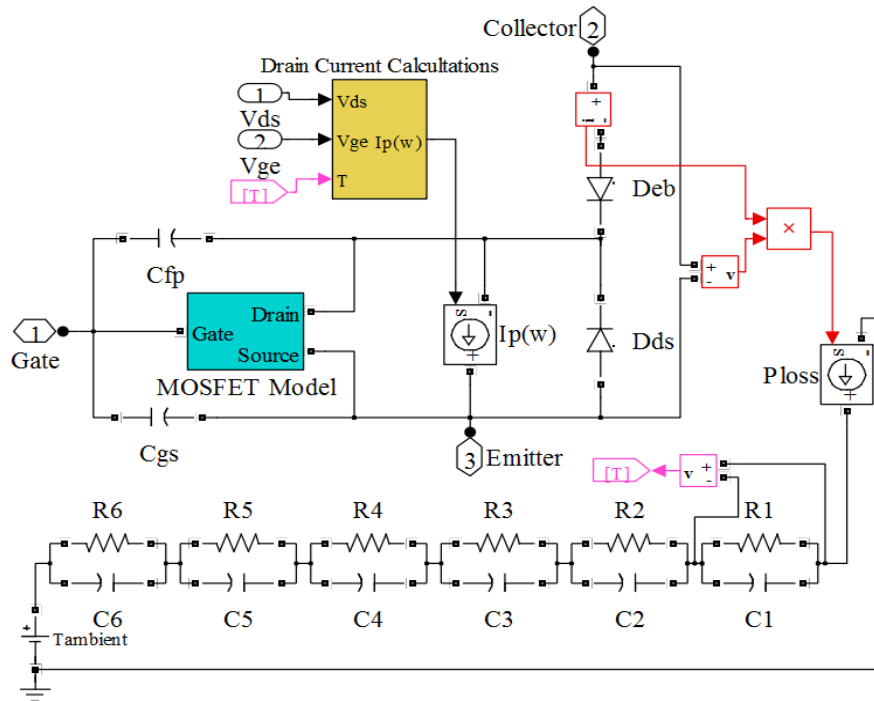 Collector 2
Drain Current Calcultations
1
Vds
2
Vge
[T]
Vds
Vge Ip(w)
T
i + -
Deb
×
+ - v
Cfp
1
Gate
Gate Drain
Source
MOSFET Model
s - +
Ip(w)
Dds
Ploss
s - +
Cgs
3 Emitter
[T]
v + -
R6 R5 R4 R3 R2 R1
C6 C5 C4 C3 C2 C1
+
Tambient